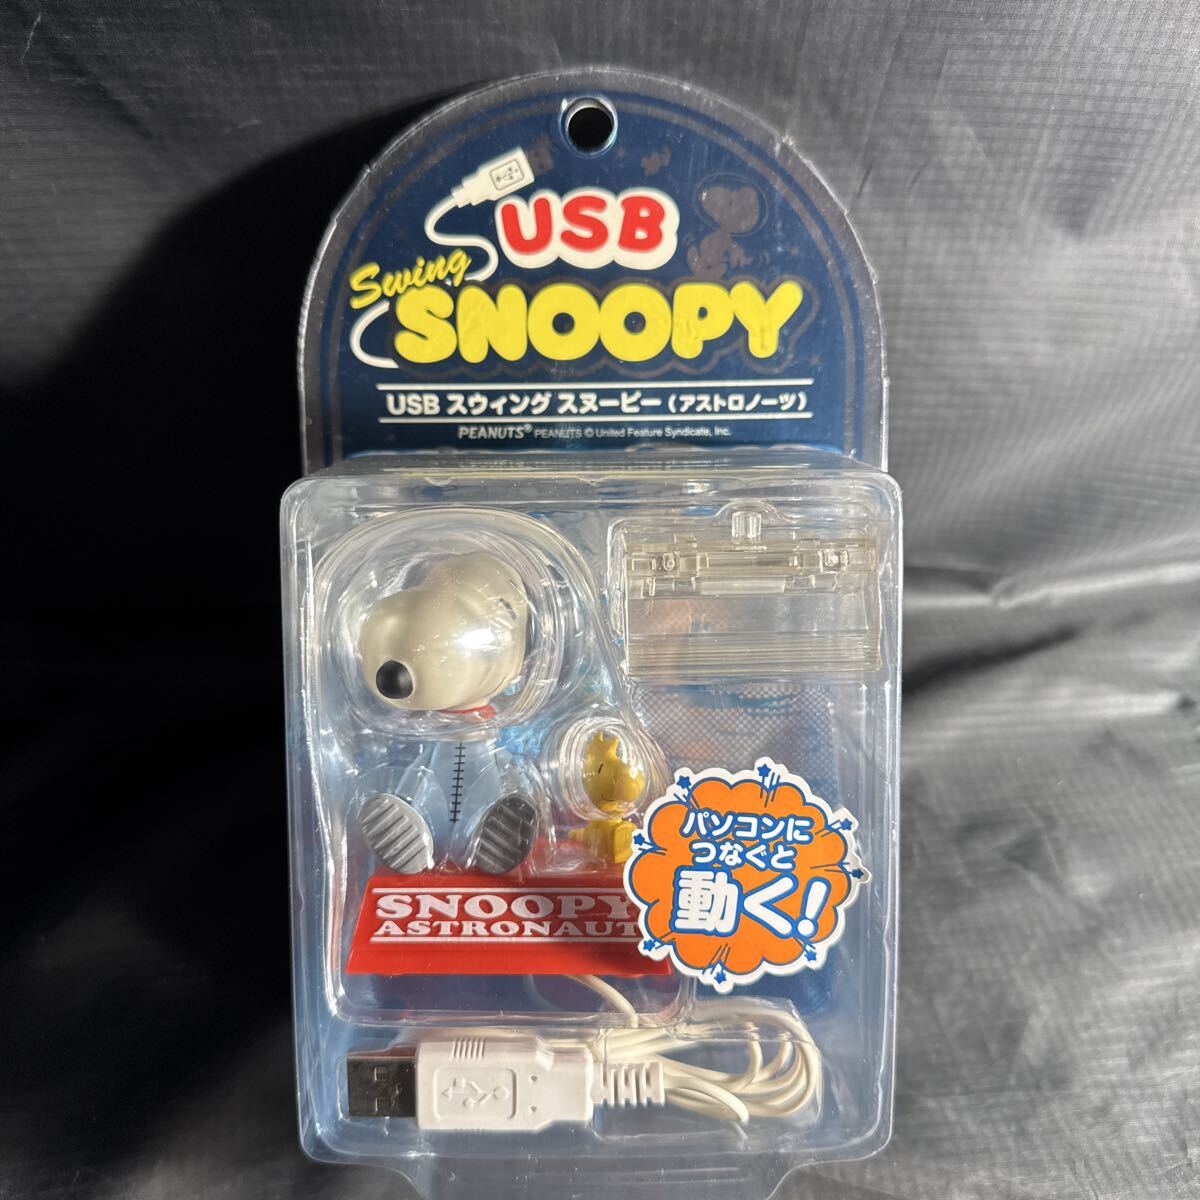 USB
Swing
SNOOPY
USB スウィング スヌーピー (アストロノーツ)
PEANUTS® PEANUTS © United Feature Syndicate, Inc.
パソコンに
つなぐと
動く!
SNOOPY
ASTRONAUT